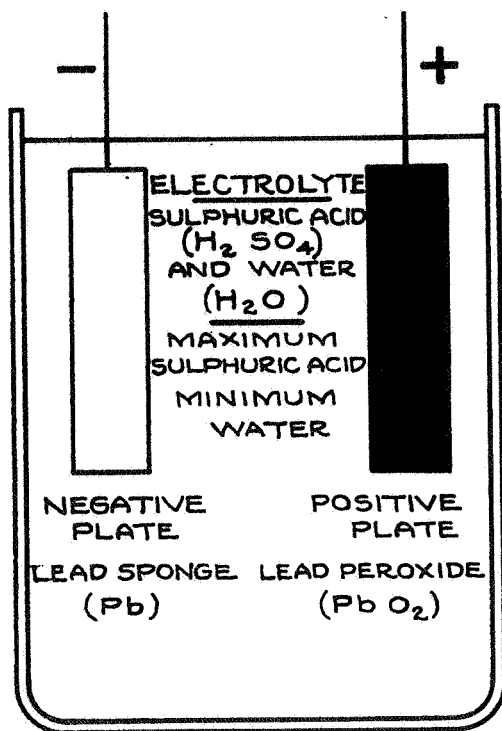 − +
ELECTROLYTE
SULPHURIC ACID
(H₂ SO₄)
AND WATER
(H₂O)
MAXIMUM
SULPHURIC ACID
MINIMUM
WATER
NEGATIVE
PLATE
LEAD SPONGE
(Pb)
POSITIVE
PLATE
LEAD PEROXIDE
(Pb O₂)